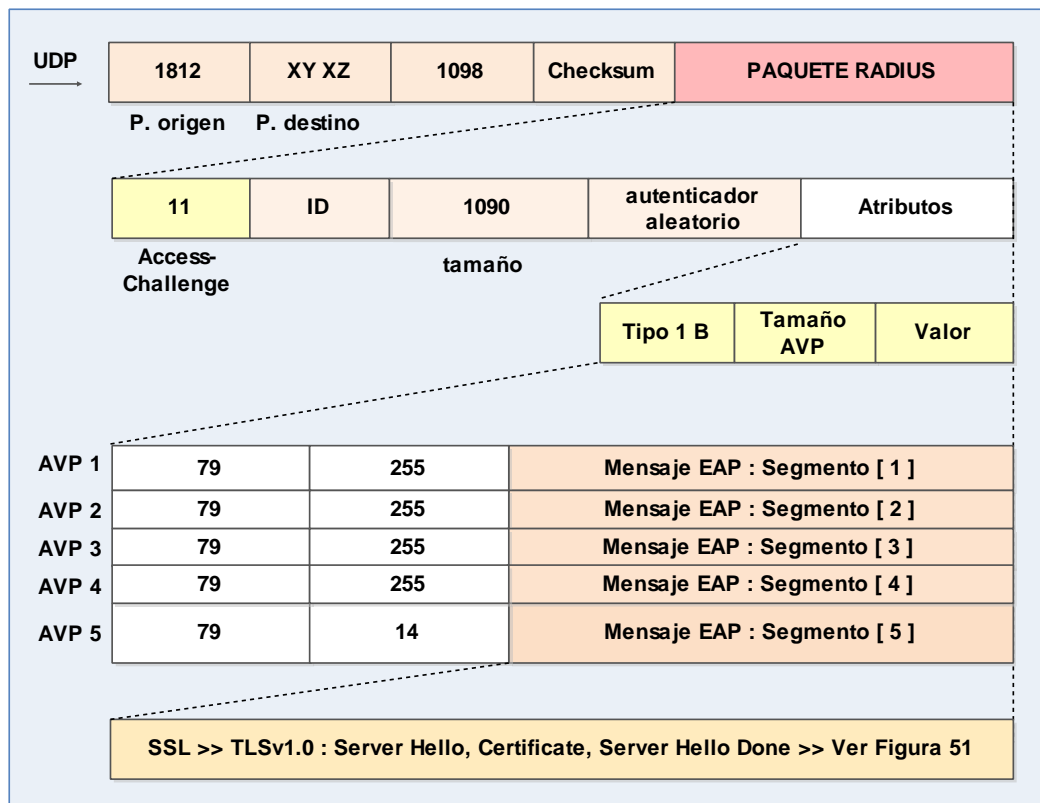 UDP
1812 XY XZ 1098 Checksum PAQUETE RADIUS
P. origen P. destino
11 ID 1090 autenticador aleatorio Atributos
Access-Challenge tamaño
Tipo 1 B Tamaño AVP Valor
AVP 1 79 255 Mensaje EAP : Segmento [ 1 ]
AVP 2 79 255 Mensaje EAP : Segmento [ 2 ]
AVP 3 79 255 Mensaje EAP : Segmento [ 3 ]
AVP 4 79 255 Mensaje EAP : Segmento [ 4 ]
AVP 5 79 14 Mensaje EAP : Segmento [ 5 ]
SSL >> TLSv1.0 : Server Hello, Certificate, Server Hello Done >> Ver Figura 51